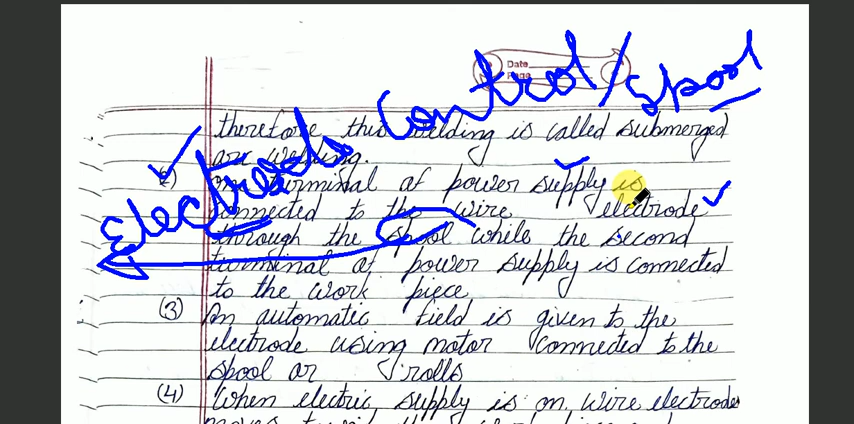 Date
Page
Electrode Control/Spool
therefore this welding is called submerged
arc welding.
2) terminal of power supply is
connected to the wire electrode
through the spool while the second
terminal of power supply is connected
to the work piece
(3) An automatic field is given to the
electrode using motor connected to the
spool or rolls
(4) When electric supply is on, wire electrode
moves